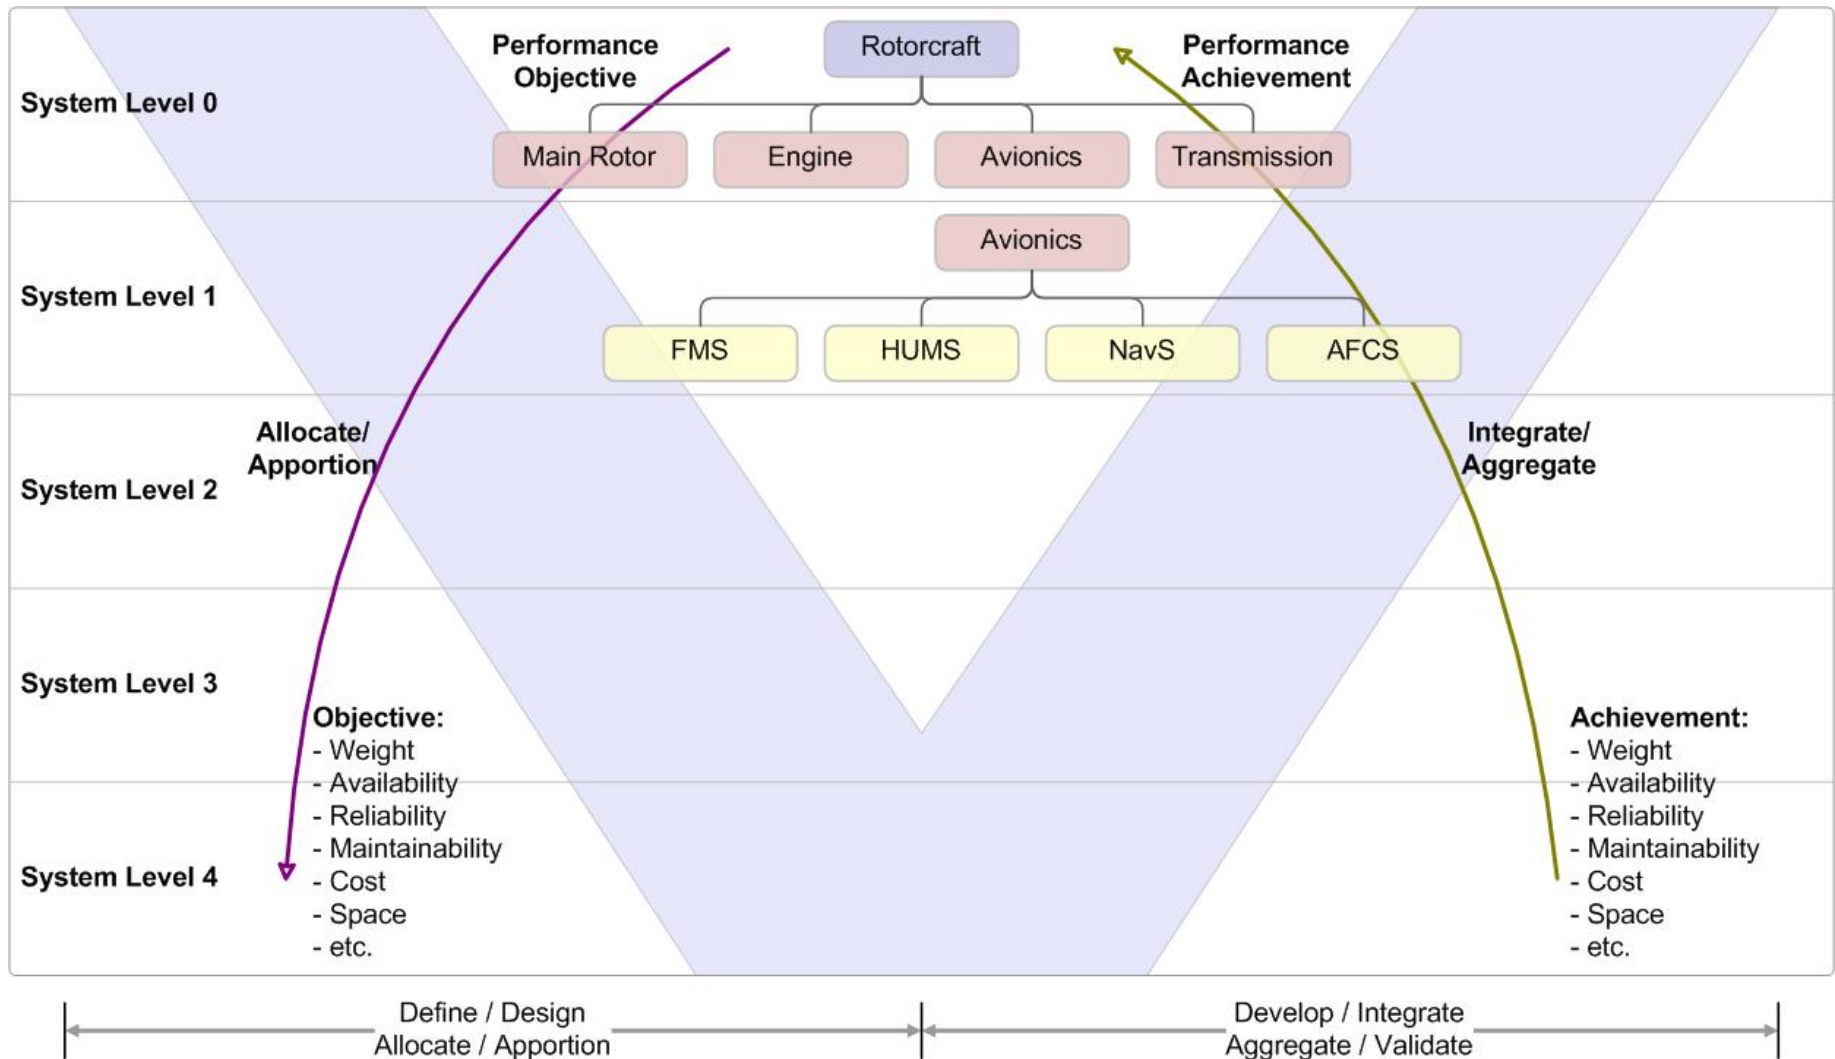 Performance
Objective
Rotorcraft
Performance
Achievement
System Level 0
Main Rotor
Engine
Avionics
Transmission
Avionics
System Level 1
FMS
HUMS
NavS
AFCS
Allocate/
Apportion
Integrate/
Aggregate
System Level 2
System Level 3
Objective:
- Weight
- Availability
- Reliability
- Maintainability
- Cost
- Space
- etc.
Achievement:
- Weight
- Availability
- Reliability
- Maintainability
- Cost
- Space
- etc.
System Level 4
Define / Design
Allocate / Apportion
Develop / Integrate
Aggregate / Validate